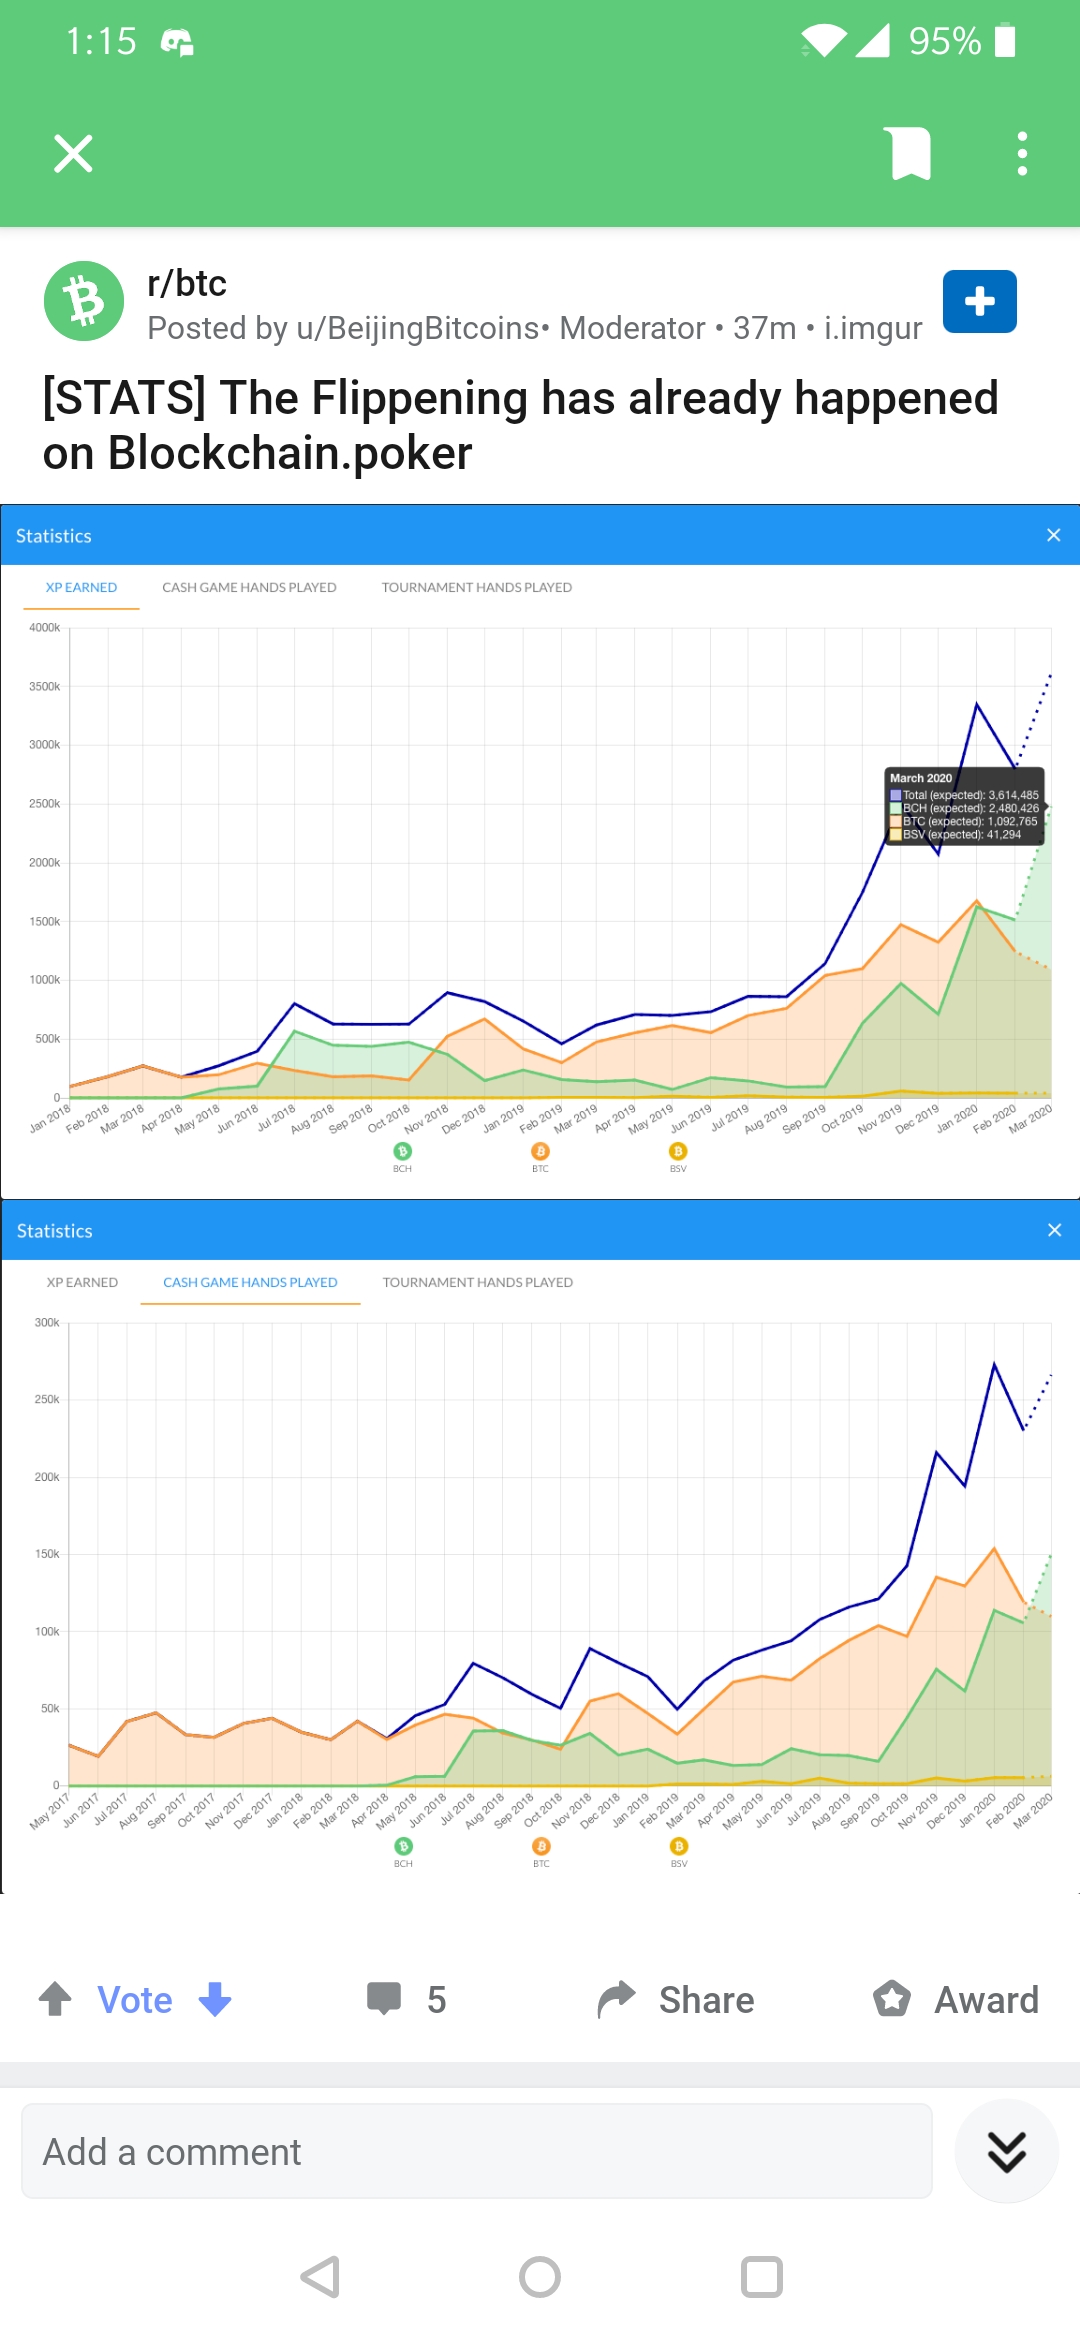 1:15
95%
r/btc
Posted by u/BeijingBitcoins• Moderator • 37m • i.imgur
[STATS] The Flippening has already happened
on Blockchain.poker
Statistics
XP EARNED CASH GAME HANDS PLAYED TOURNAMENT HANDS PLAYED
4000k
3500k
3000k
2500k
2000k
1500k
1000k
500k
0
March 2020
Total (expected): 3,614,485
BCH (expected): 2,480,426
BTC (expected): 1,092,765
BSV (expected): 41,294
Jan 2018 Feb 2018 Mar 2018 Apr 2018 May 2018 Jun 2018 Jul 2018 Aug 2018 Sep 2018 Oct 2018 Nov 2018 Dec 2018 Jan 2019 Feb 2019 Mar 2019 Apr 2019 May 2019 Jun 2019 Jul 2019 Aug 2019 Sep 2019 Oct 2019 Nov 2019 Dec 2019 Jan 2020 Feb 2020 Mar 2020
BCH BTC BSV
Statistics
XP EARNED CASH GAME HANDS PLAYED TOURNAMENT HANDS PLAYED
300k
250k
200k
150k
100k
50k
0
May 2017 Jun 2017 Jul 2017 Aug 2017 Sep 2017 Oct 2017 Nov 2017 Dec 2017 Jan 2018 Feb 2018 Mar 2018 Apr 2018 May 2018 Jun 2018 Jul 2018 Aug 2018 Sep 2018 Oct 2018 Nov 2018 Dec 2018 Jan 2019 Feb 2019 Mar 2019 Apr 2019 May 2019 Jun 2019 Jul 2019 Aug 2019 Sep 2019 Oct 2019 Nov 2019 Dec 2019 Jan 2020 Feb 2020 Mar 2020
BCH BTC BSV
Vote 5 Share Award
Add a comment